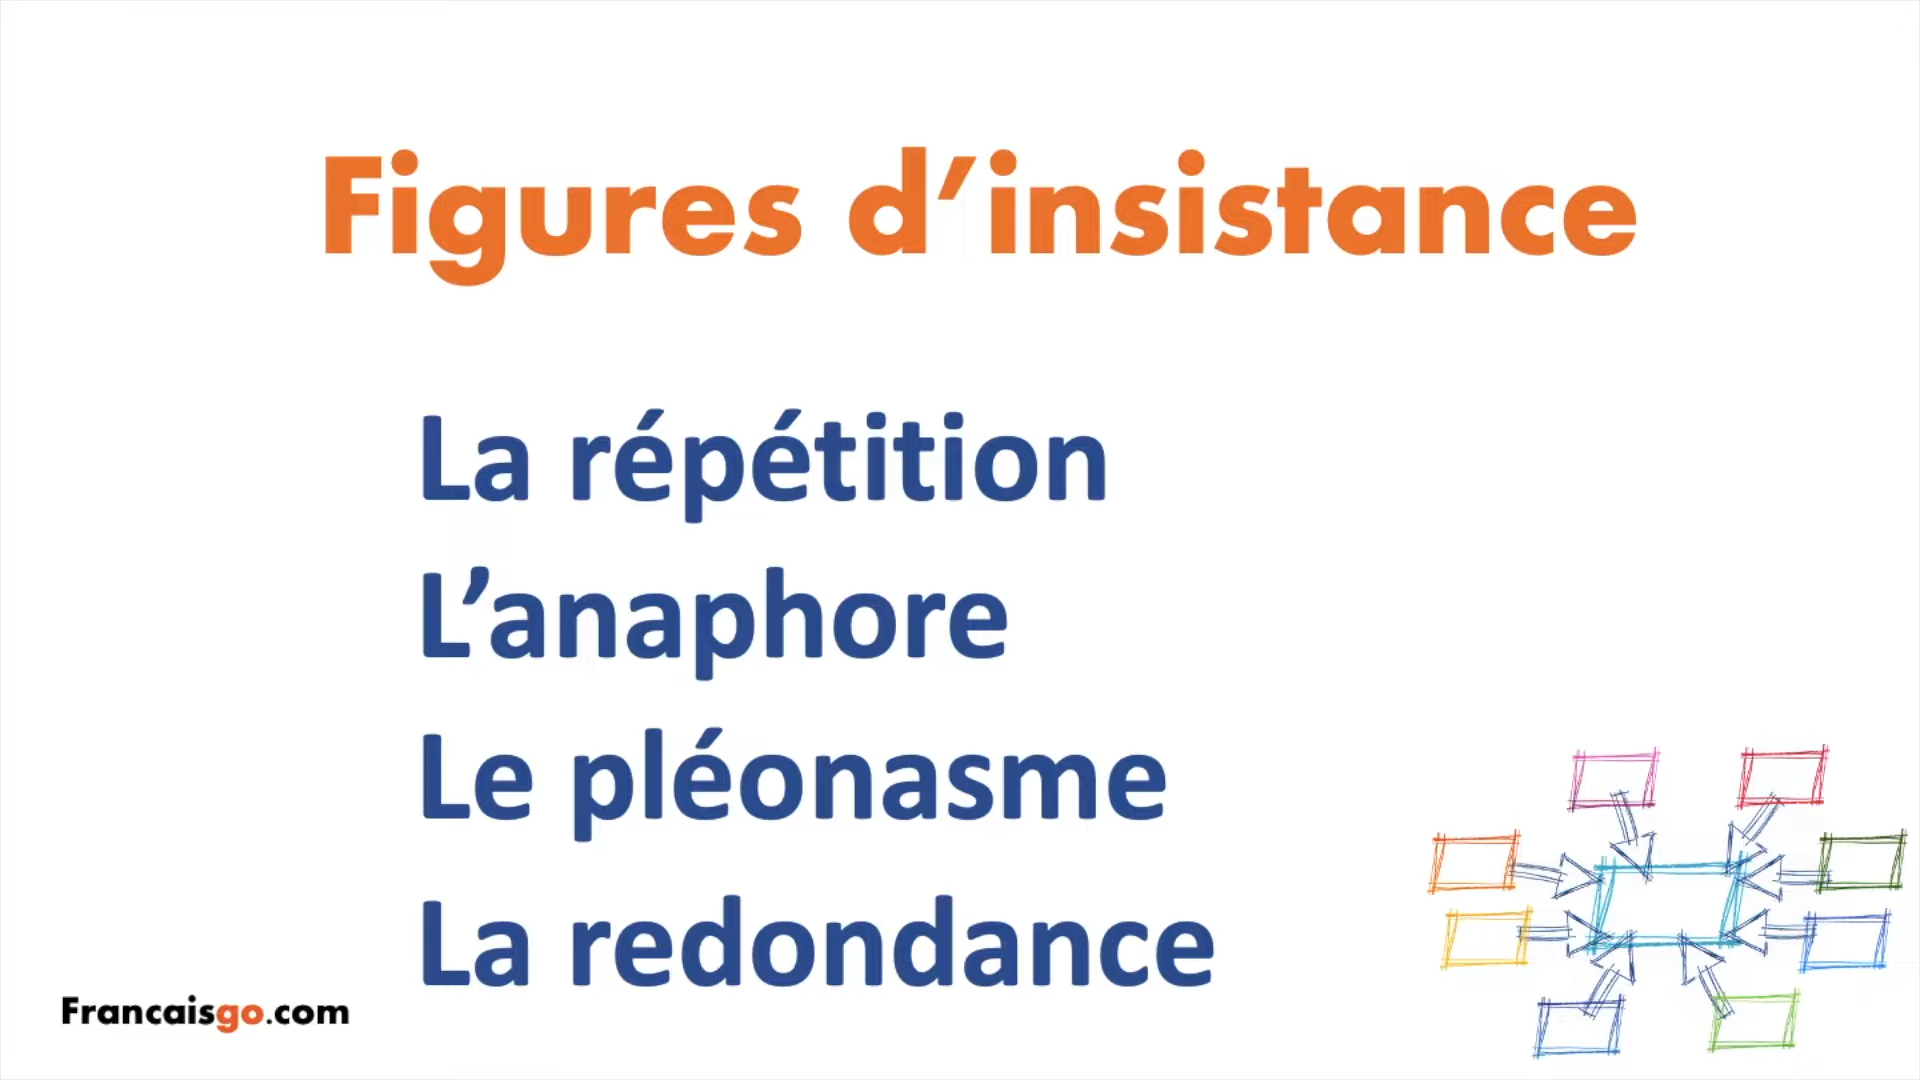 Figures d’insistance
La répétition
L’anaphore
Le pléonasme
La redondance
Francaisgo.com